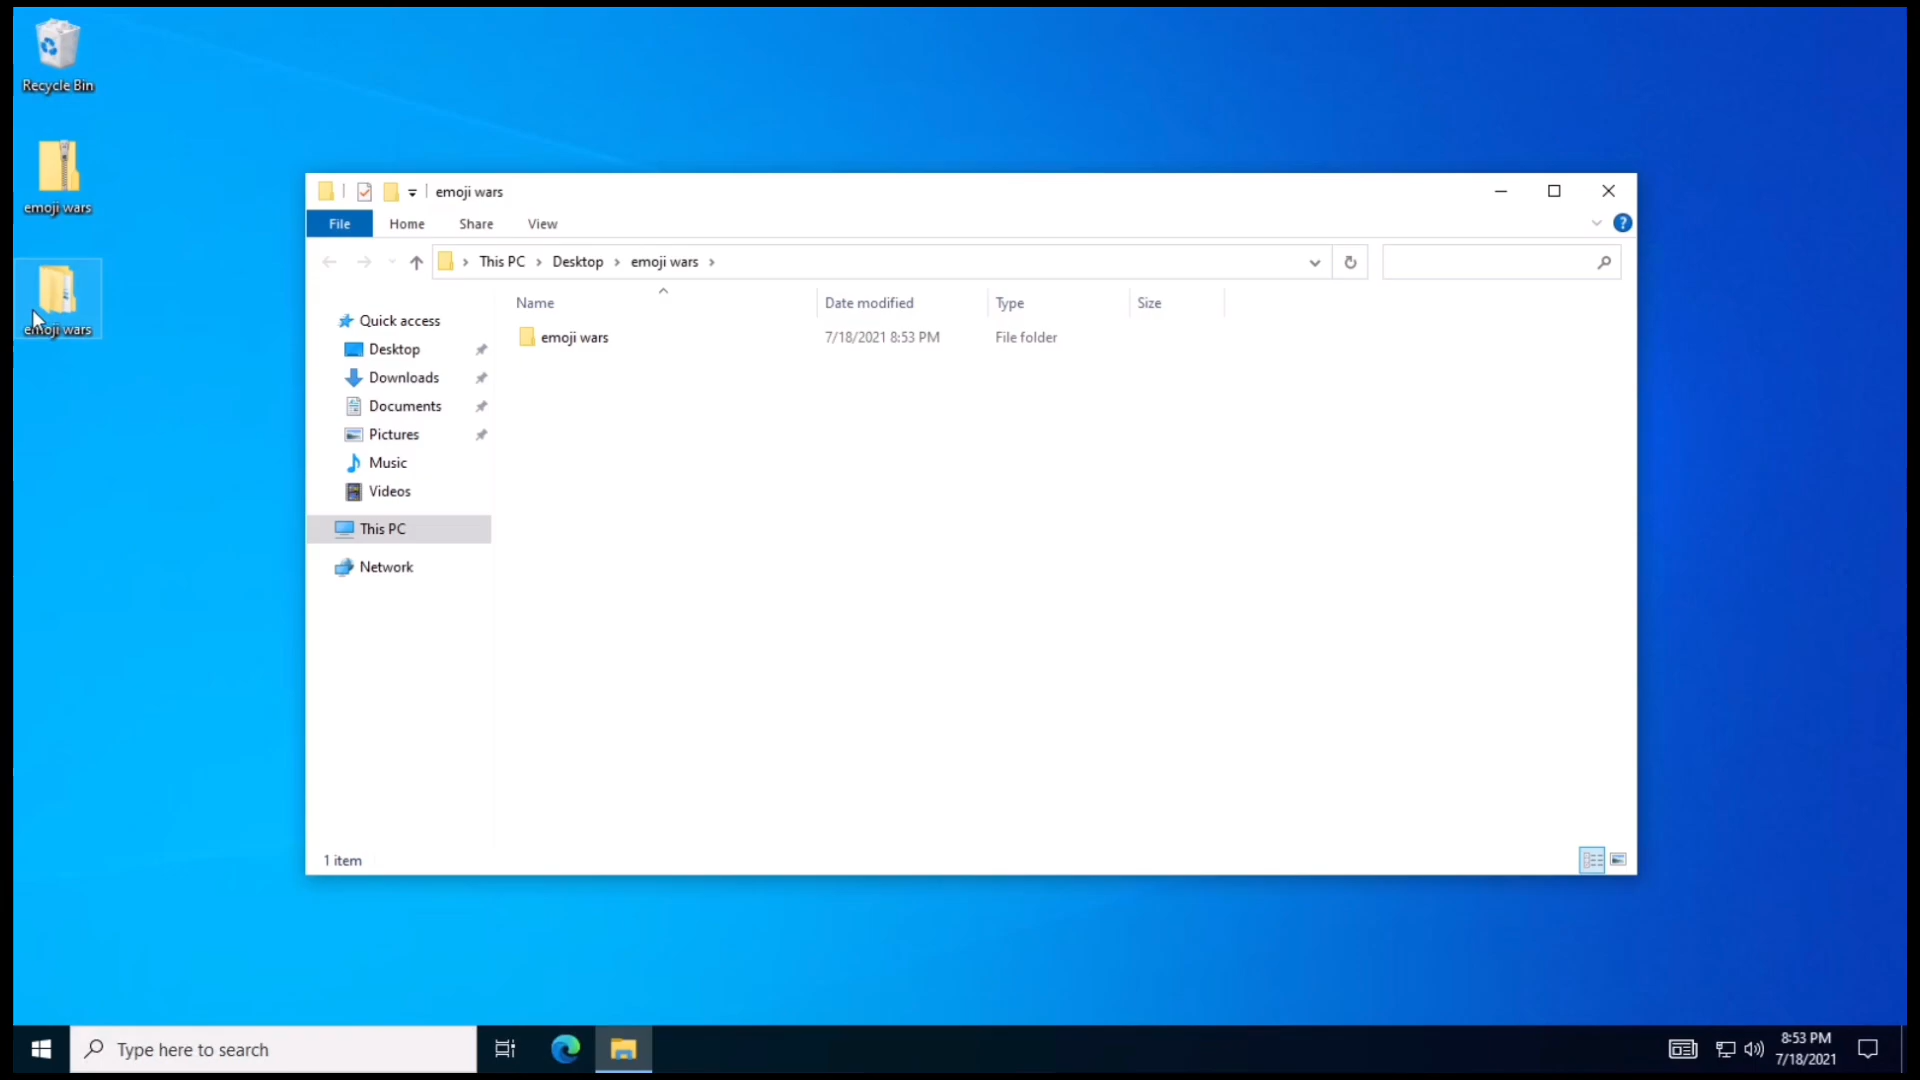 Recycle Bin
emoji wars
emoji wars
emoji wars
File Home Share View
This PC Desktop emoji wars
Name Date modified Type Size
emoji wars 7/18/2021 8:53 PM File folder
Quick access
Desktop
Downloads
Documents
Pictures
Music
Videos
This PC
Network
1 item
Type here to search
8:53 PM
7/18/2021